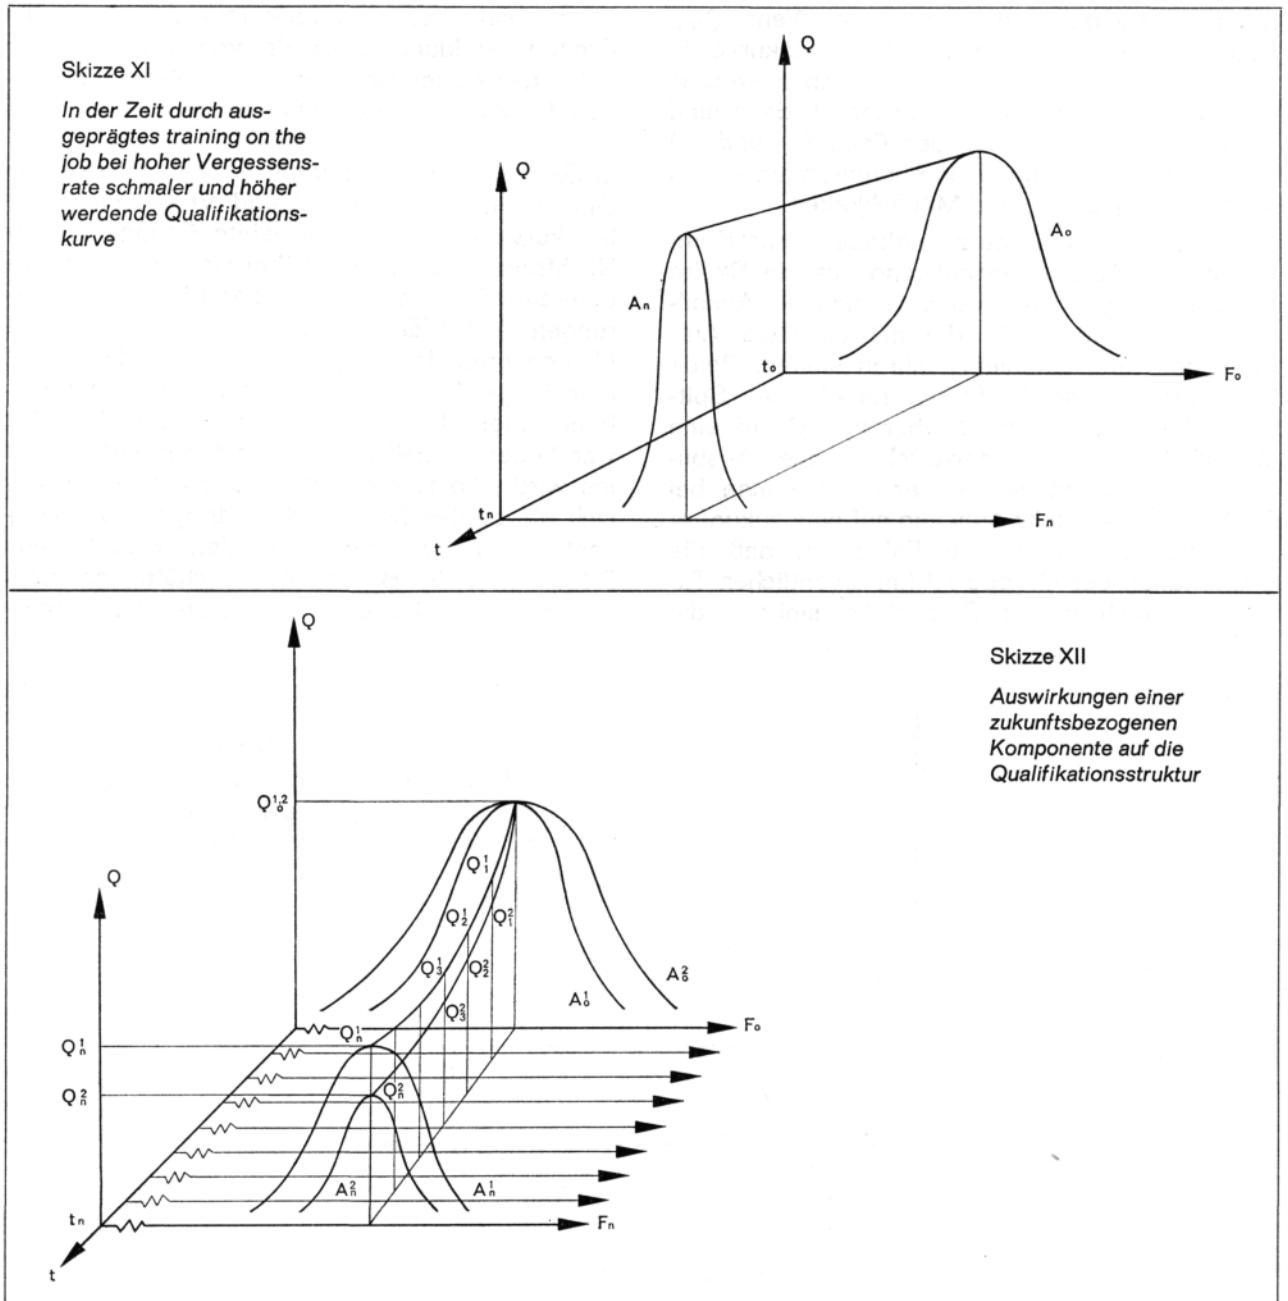 Skizze XI
In der Zeit durch aus-
geprägtes training on the
job bei hoher Vergessens-
rate schmaler und höher
werdende Qualifikations-
kurve
Q
Q
A₀
Aₙ
t₀
F₀
tₙ
Fₙ
t
Skizze XII
Auswirkungen einer
zukunftsbezogenen
Komponente auf die
Qualifikationsstruktur
Q
Q₀¹,²
Q
Q₁¹
Q₂¹
Q₁²
Q₃¹
Q₂²
A₀²
A₀¹
Q₃²
F₀
Qₙ¹
Qₙ¹
Qₙ²
Qₙ²
Aₙ²
Aₙ¹
tₙ
Fₙ
t